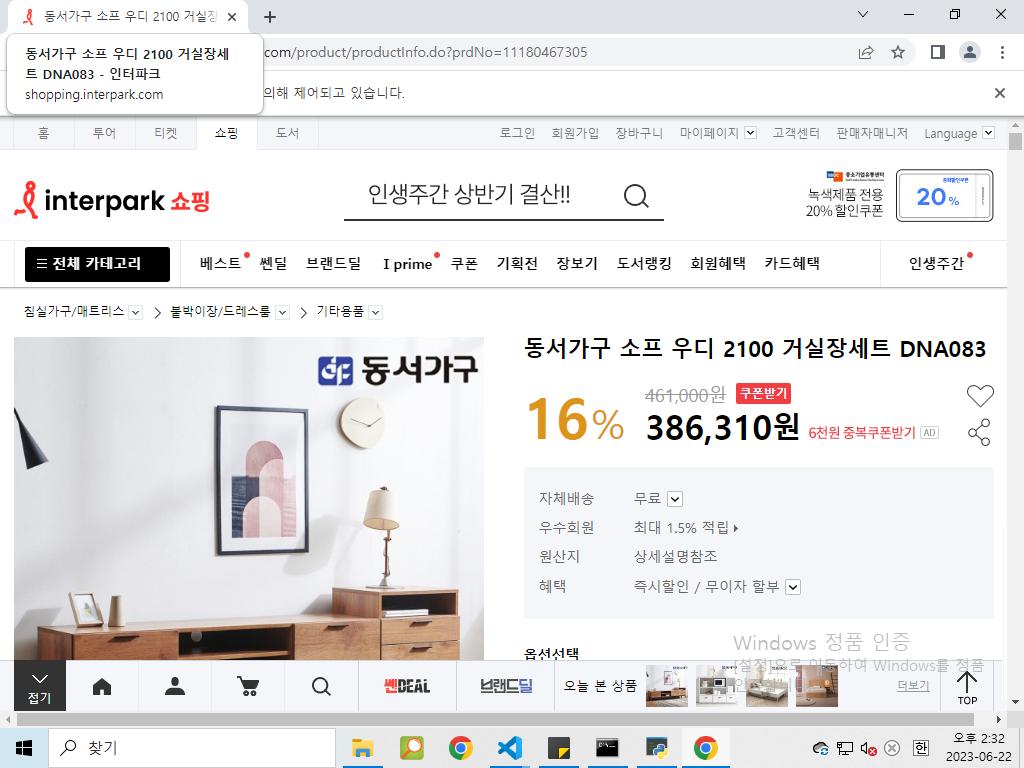 동서가구 소프 우디 2100 거실장
동서가구 소프 우디 2100 거실장세
트 DNA083 - 인터파크
shopping.interpark.com
com/product/productInfo.do?prdNo=11180467305
의해 제어되고 있습니다.
홈 투어 티켓 쇼핑 도서
로그인 회원가입 장바구니 마이페이지 고객센터 판매자매니저 Language
interpark 쇼핑
인생주간 상반기 결산!!
중소기업유통센터
녹색제품 전용
20% 할인쿠폰
중복할인쿠폰
20%
전체 카테고리
베스트 쎈딜 브랜드딜 I prime 쿠폰 기획전 장보기 도서랭킹 회원혜택 카드혜택 인생주간
침실가구/매트리스 > 붙박이장/드레스룸 > 기타용품
동서가구
동서가구 소프 우디 2100 거실장세트 DNA083
16%
461,000원 쿠폰받기
386,310원 6천원 중복쿠폰받기 AD
자체배송 무료
우수회원 최대 1.5% 적립
원산지 상세설명참조
혜택 즉시할인 / 무이자 할부
옵션선택
Windows 정품 인증
[설정]으로 이동하여 Windows를 정품
접기
쎈DEAL
브랜드딜
오늘 본 상품
더보기
TOP
찾기
한
오후 2:32
2023-06-22